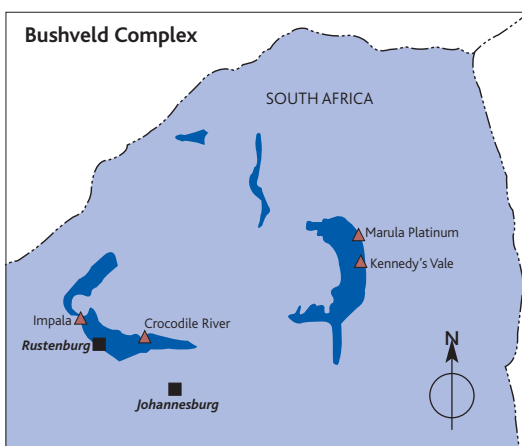 Bushveld Complex
SOUTH AFRICA
Marula Platinum
Kennedy's Vale
Impala
Crocodile River
Rustenburg
N
Johannesburg